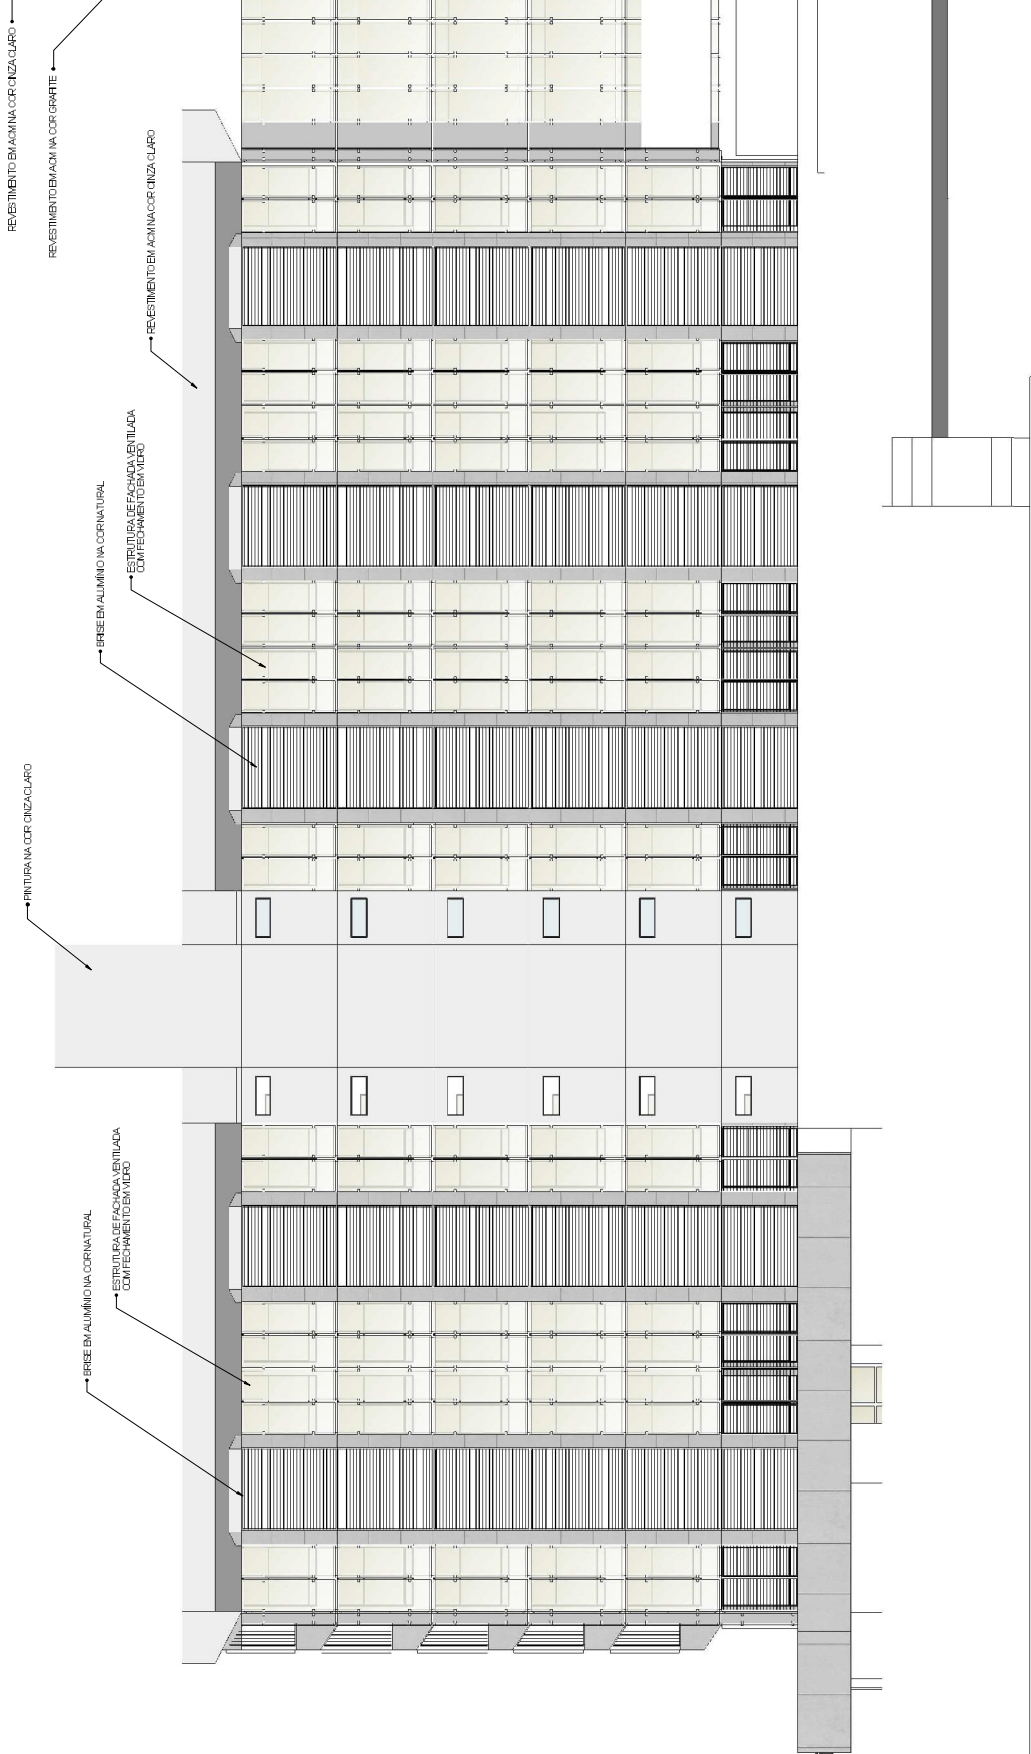 REVESTIMENTO EM ACM NA COR CINZA CLARO
REVESTIMENTO EM ACM NA COR GRAFITE
REVESTIMENTO EM ACM NA COR CINZA CLARO
ESTRUTURA DE FACHADA VENTILADA
COM FECHAMENTO EM VIDRO
BRISE EM ALUMÍNIO NA COR NATURAL
PINTURA NA COR CINZA CLARO
ESTRUTURA DE FACHADA VENTILADA
COM FECHAMENTO EM VIDRO
BRISE EM ALUMÍNIO NA COR NATURAL